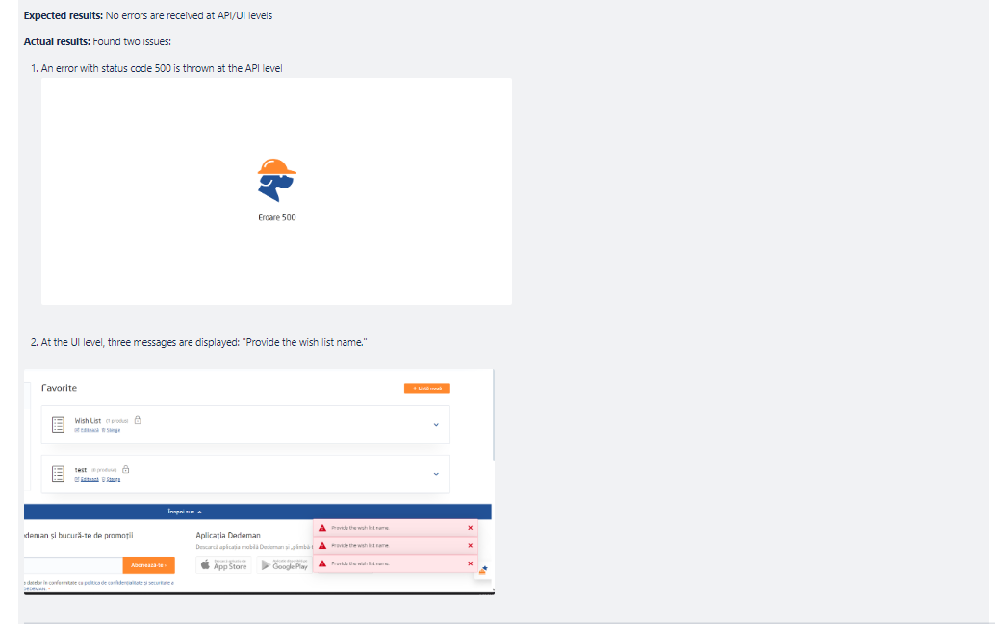 Expected results: No errors are received at API/UI levels
Actual results: Found two issues:
1. An error with status code 500 is thrown at the API level
Eroare 500
2. At the UI level, three messages are displayed: "Provide the wish list name."
Favorite
+ Listă nouă
Wish List (1 produs)
Editează Șterge
test (0 produse)
Editează Șterge
Înapoi sus
deman și bucură-te de promoții
Aplicația Dedeman
Descarcă aplicația mobilă Dedeman și „plimbă
Abonează-te ›
App Store
Google Play
Provide the wish list name.
Provide the wish list name.
Provide the wish list name.
datelor în conformitate cu politica de confidențialitate și securitate a
DEDEMAN.